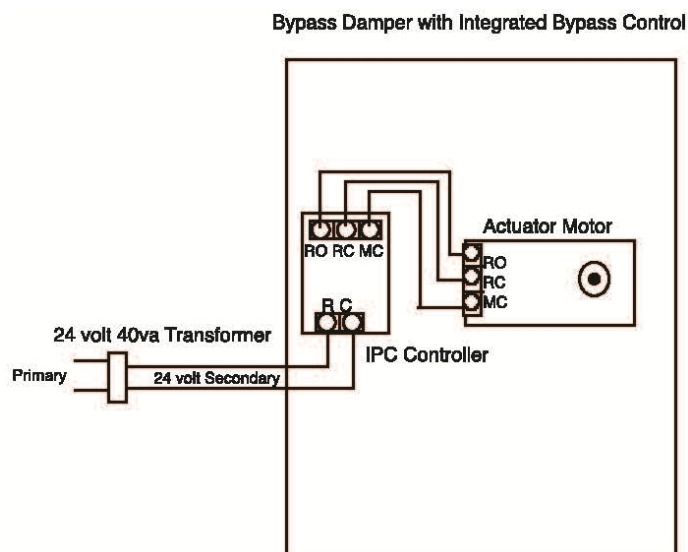 Bypass Damper with Integrated Bypass Control
RO RC MC
Actuator Motor
RO
RC
MC
R C
24 volt 40va Transformer
IPC Controller
Primary
24 volt Secondary